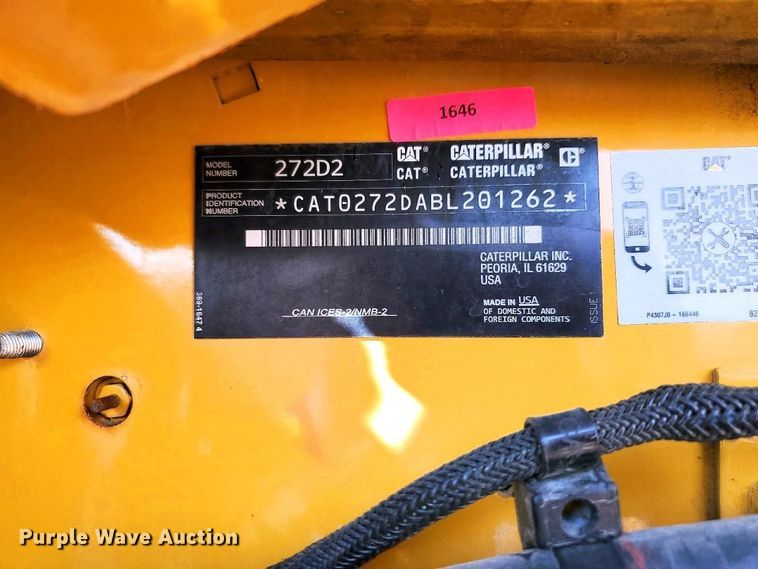 1646
MODEL NUMBER 272D2
CAT® CATERPILLAR® C
CAT® CATERPILLAR®
PRODUCT IDENTIFICATION NUMBER *CAT0272DABL201262*
CATERPILLAR INC.
PEORIA, IL 61629
USA
MADE IN USA
OF DOMESTIC AND
FOREIGN COMPONENTS
CAN ICES-2/NMB-2
389-1647 4
ISSUE 1
CAT®
Purple Wave Auction®